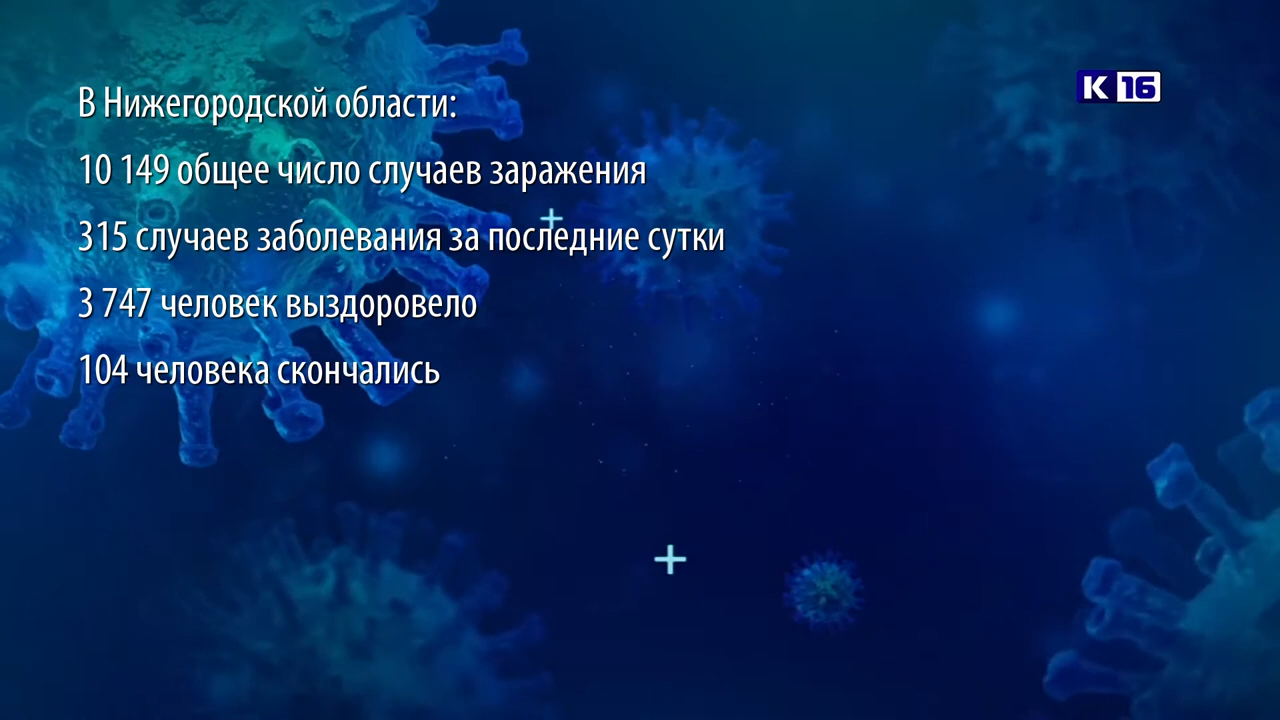 В Нижегородской области:
К 16
10 149 общее число случаев заражения
315 случаев заболевания за последние сутки
3 747 человек выздоровело
104 человека скончались